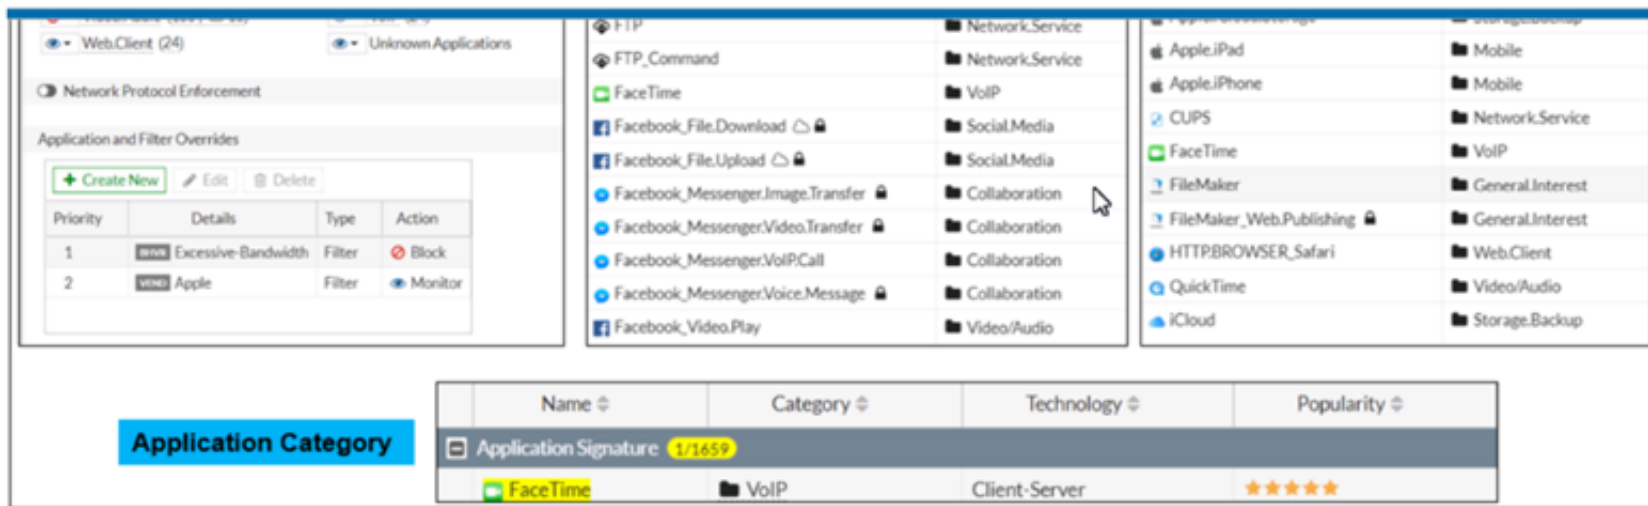 Web.Client (24)
Unknown Applications
Network Protocol Enforcement
Application and Filter Overrides
+ Create New
Edit
Delete
Priority Details Type Action
1 Excessive-Bandwidth Filter Block
2 Apple Filter Monitor
FTP Network.Service
FTP_Command Network.Service
FaceTime VoIP
Facebook_File.Download Social.Media
Facebook_File.Upload Social.Media
Facebook_Messenger.Image.Transfer Collaboration
Facebook_Messenger.Video.Transfer Collaboration
Facebook_Messenger.VoIP.Call Collaboration
Facebook_Messenger.Voice.Message Collaboration
Facebook_Video.Play Video/Audio
Apple.iPad Mobile
Apple.iPhone Mobile
CUPS Network.Service
FaceTime VoIP
FileMaker General.Interest
FileMaker_Web.Publishing General.Interest
HTTP.BROWSER_Safari Web.Client
QuickTime Video/Audio
iCloud Storage.Backup
Application Category
Name Category Technology Popularity
Application Signature 1/1659
FaceTime VoIP Client-Server